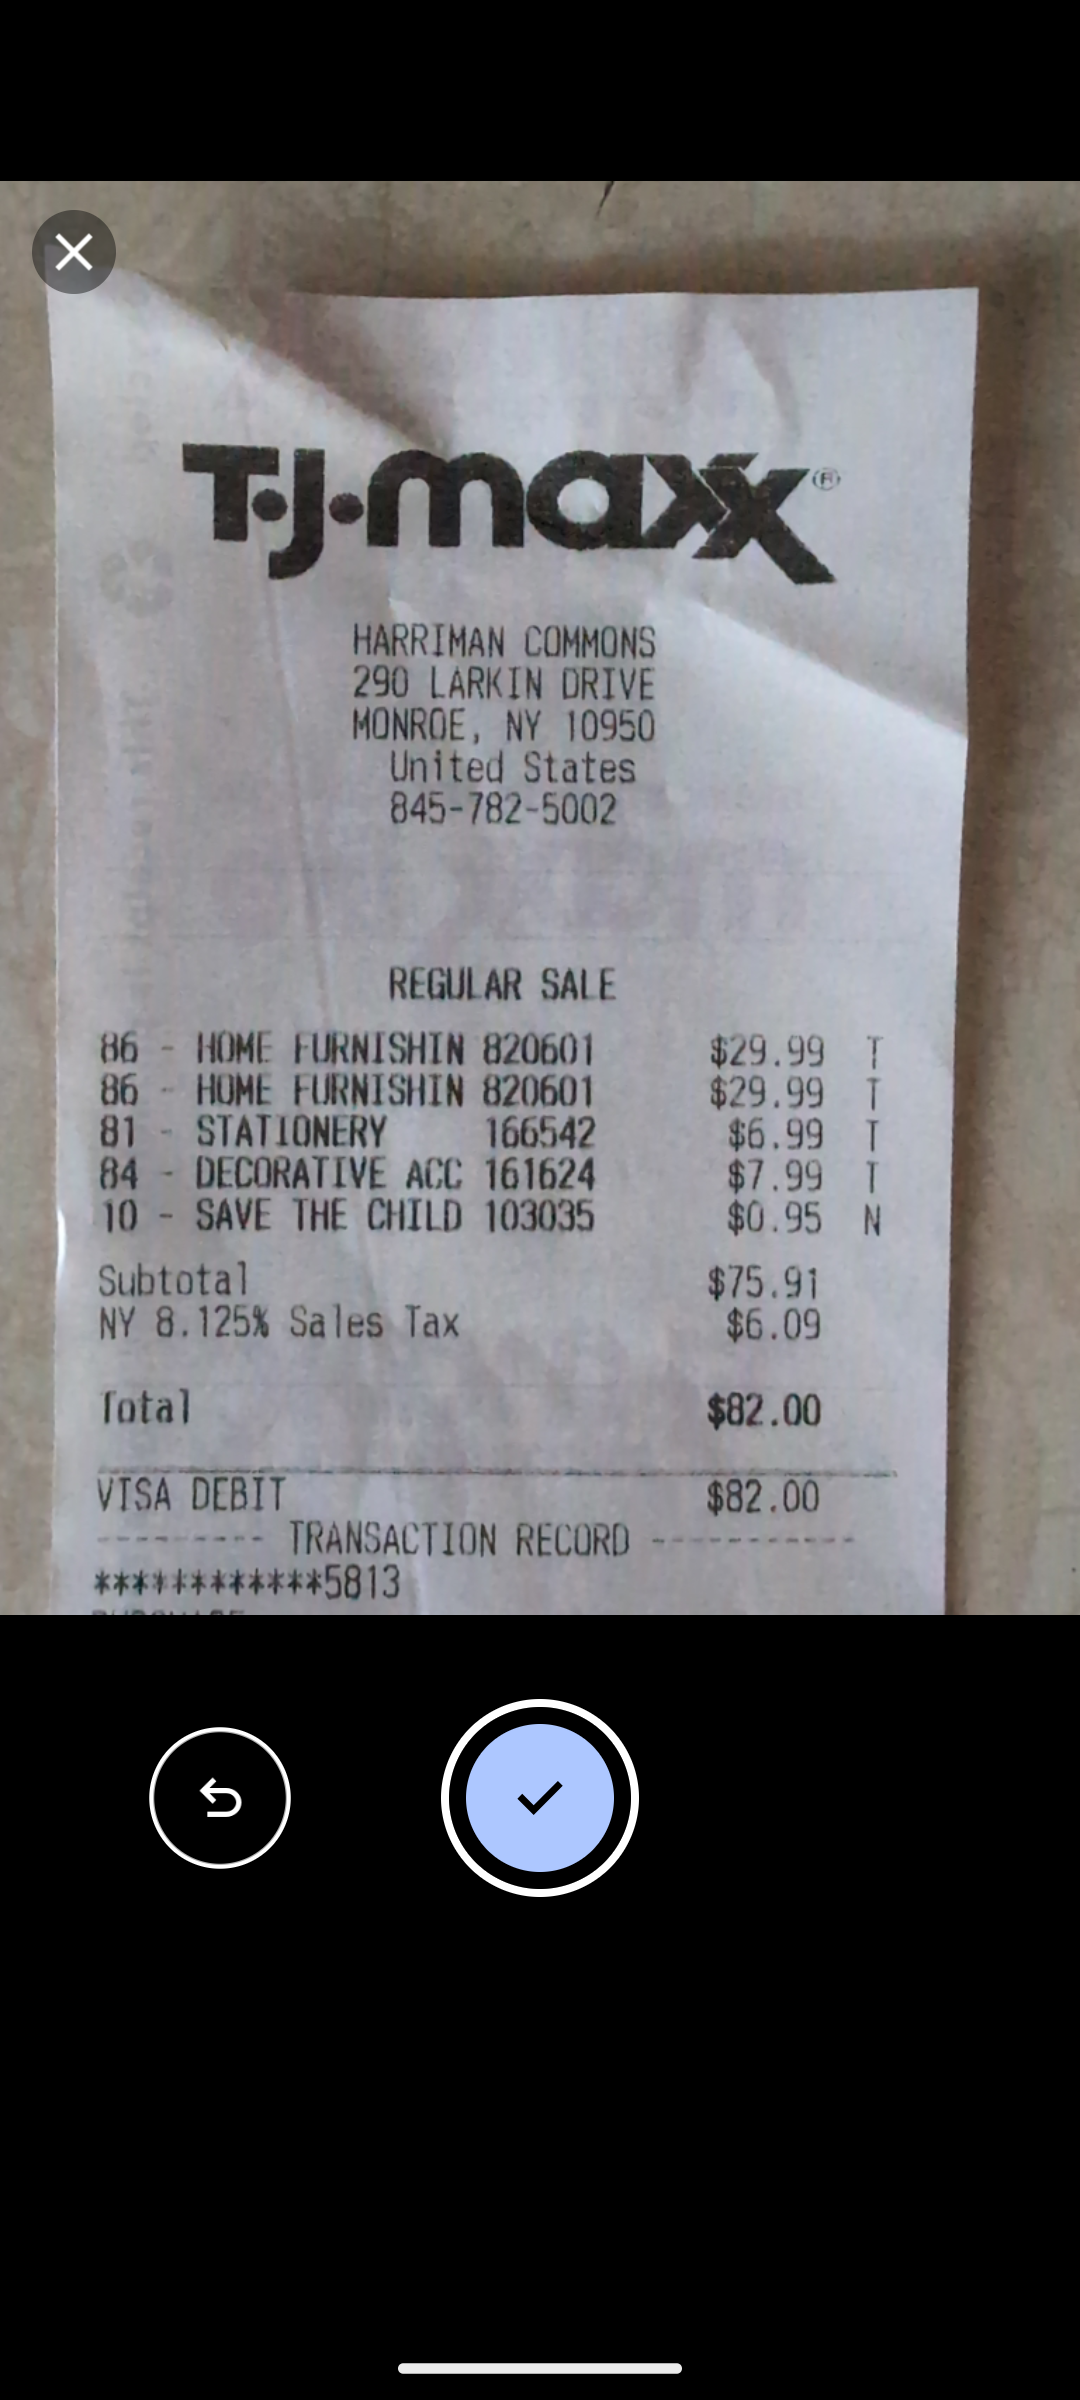 T.J.maxx®
HARRIMAN COMMONS
290 LARKIN DRIVE
MONROE, NY 10950
United States
845-782-5002
REGULAR SALE
86 - HOME FURNISHIN 820601 $29.99 T
86 - HOME FURNISHIN 820601 $29.99 T
81 - STATIONERY 166542 $6.99 T
84 - DECORATIVE ACC 161624 $7.99 T
10 - SAVE THE CHILD 103035 $0.95 N
Subtotal $75.91
NY 8.125% Sales Tax $6.09
Total $82.00
VISA DEBIT $82.00
--------- TRANSACTION RECORD -----------
************5813